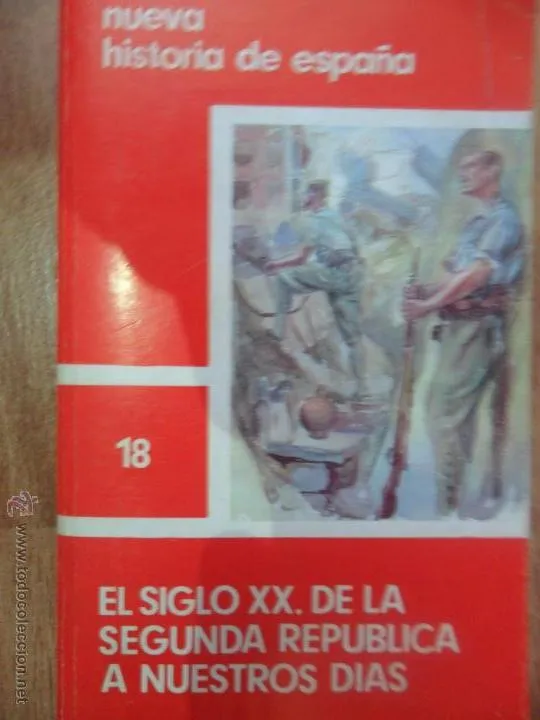 nueva
historia de españa
18
EL SIGLO XX. DE LA
SEGUNDA REPUBLICA
A NUESTROS DIAS
© www.todocoleccion.net